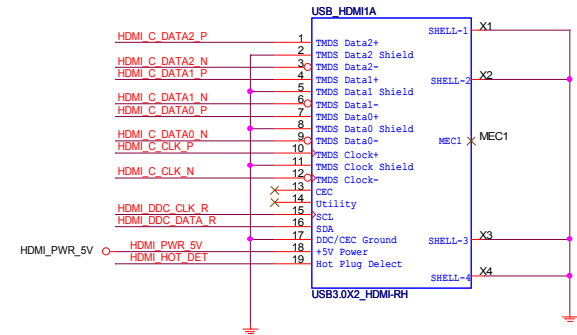 USB_HDMI1A
HDMI_C_DATA2_P 1 TMDS Data2+ SHELL-1 X1
2 TMDS Data2 Shield
HDMI_C_DATA2_N 3 TMDS Data2-
HDMI_C_DATA1_P 4 TMDS Data1+ SHELL-2 X2
5 TMDS Data1 Shield
HDMI_C_DATA1_N 6 TMDS Data1-
HDMI_C_DATA0_P 7 TMDS Data0+
8 TMDS Data0 Shield
HDMI_C_DATA0_N 9 TMDS Data0- MEC1 MEC1
HDMI_C_CLK_P 10 TMDS Clock+
11 TMDS Clock Shield
HDMI_C_CLK_N 12 TMDS Clock-
13 CEC
14 Utility
HDMI_DDC_CLK_R 15 SCL
HDMI_DDC_DATA_R 16 SDA
17 DDC/CEC Ground SHELL-3 X3
HDMI_PWR_5V HDMI_PWR_5V 18 +5V Power
HDMI_HOT_DET 19 Hot Plug Delect
SHELL-4 X4
USB3.0X2_HDMI-RH